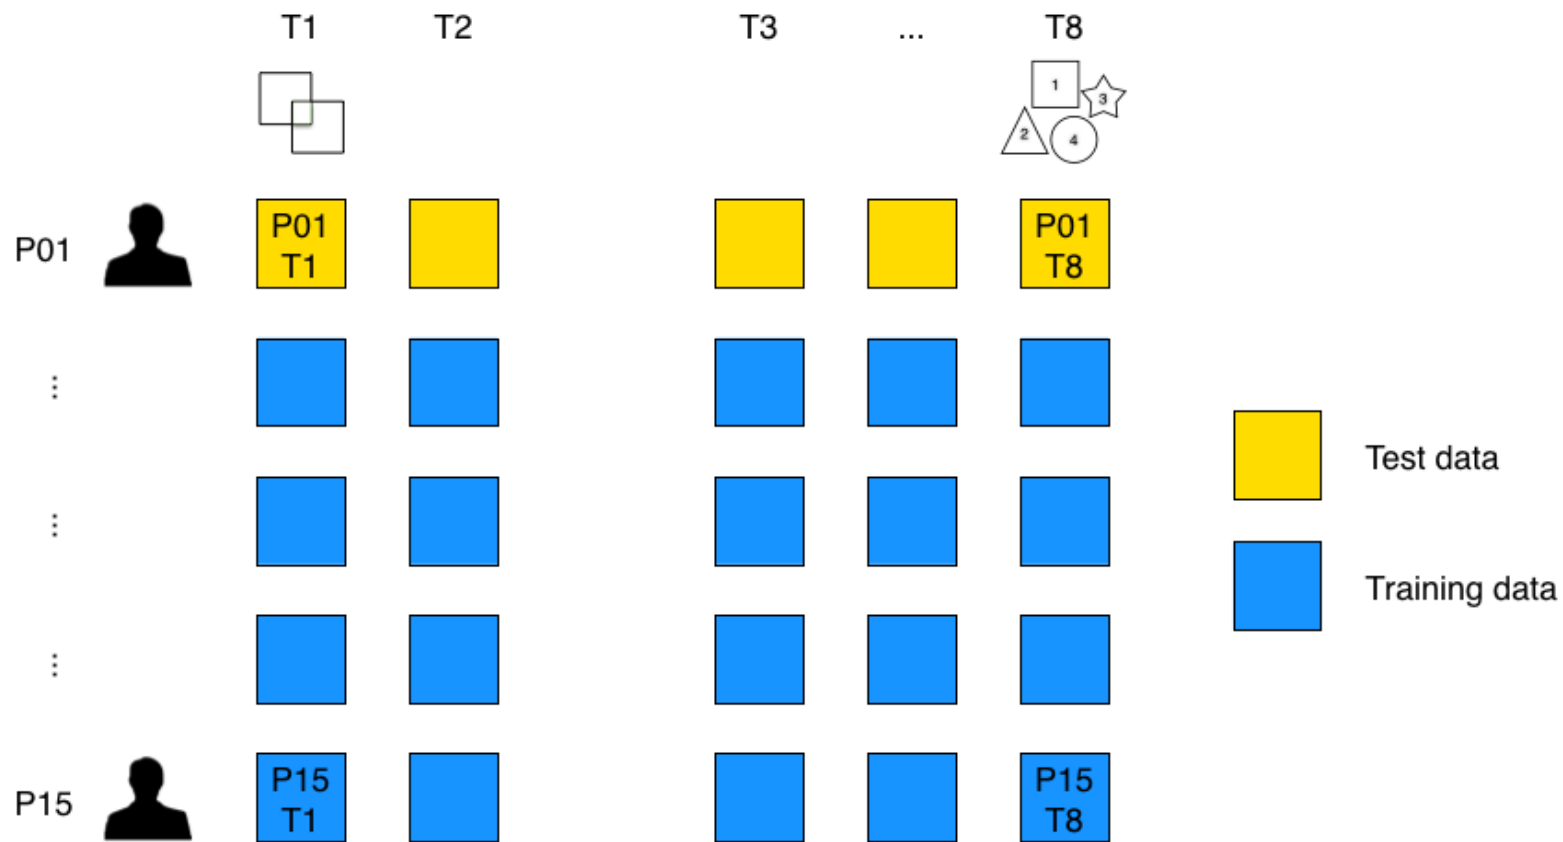 T1 T2 T3 ... T8
1
3
2
4
P01
P01
T1
P01
T8
...
...
Test data
...
Training data
...
P15
P15
T1
P15
T8